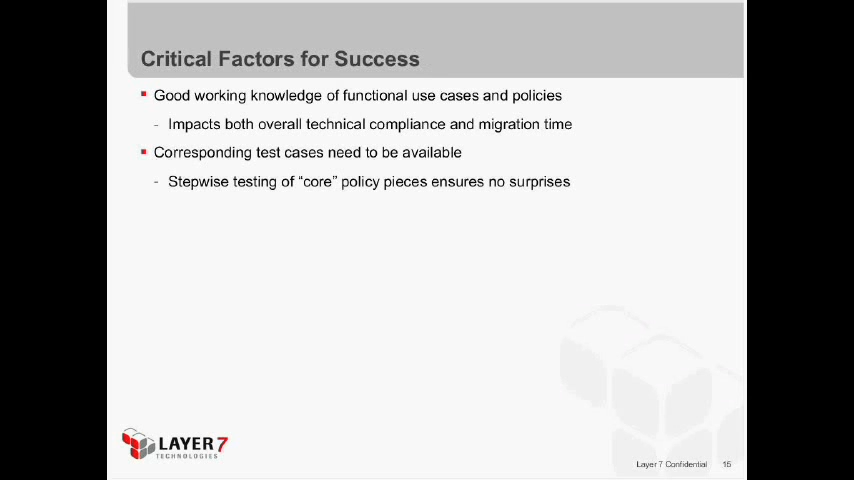 Critical Factors for Success
Good working knowledge of functional use cases and policies
- Impacts both overall technical compliance and migration time
Corresponding test cases need to be available
- Stepwise testing of “core” policy pieces ensures no surprises
LAYER 7
TECHNOLOGIES
Layer 7 Confidential 15